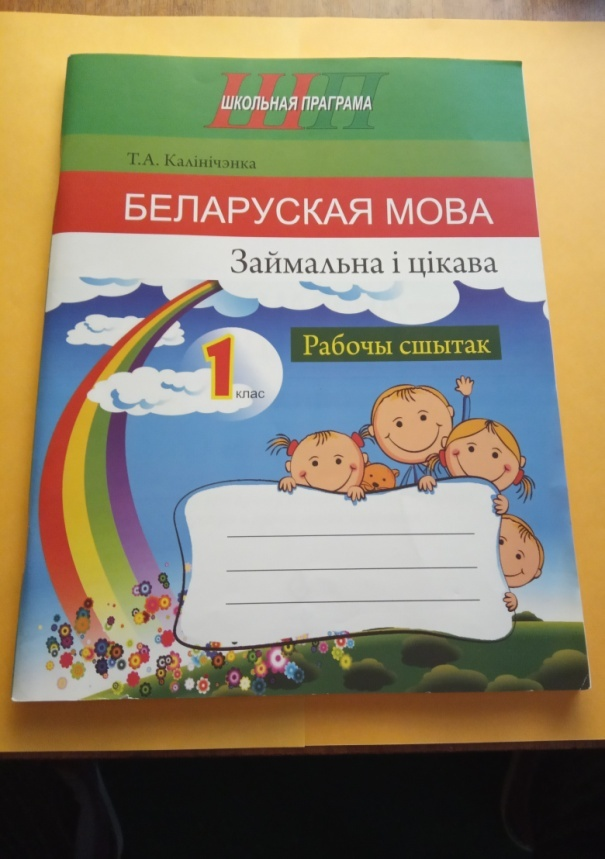 ШП
ШКОЛЬНАЯ ПРАГРАМА
Т.А. Калінічэнка
БЕЛАРУСКАЯ МОВА
Займальна і цікава
Рабочы сшытак
1
клас